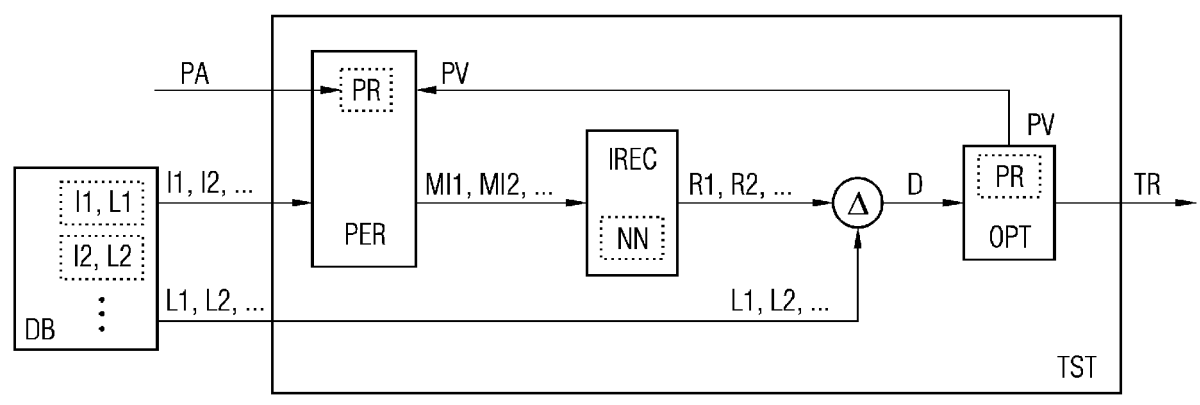 PA
PR
PV
PV
I1, L1
I1, I2, ...
MI1, MI2, ...
IREC
R1, R2, ...
Δ
D
PR
TR
I2, L2
PER
NN
OPT
L1, L2, ...
L1, L2, ...
DB
TST